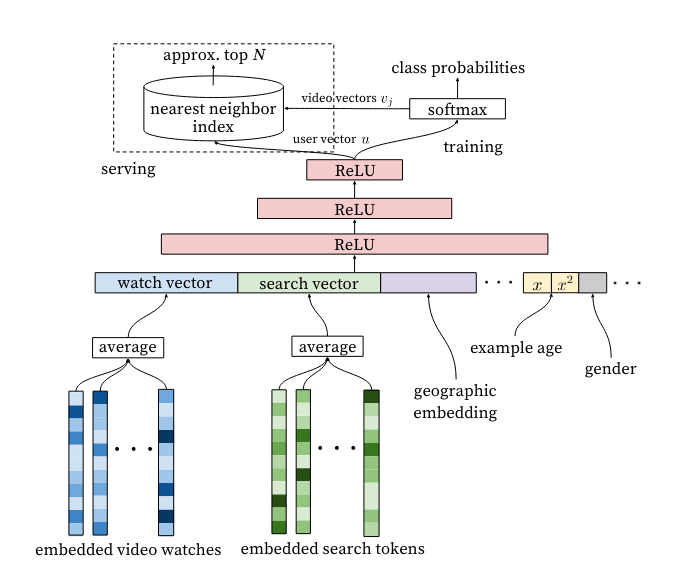 approx. top N
class probabilities
nearest neighbor
index
video vectors v_j
softmax
user vector u
training
serving
ReLU
ReLU
ReLU
watch vector
search vector
...
x
x²
...
average
average
example age
gender
geographic
embedding
...
...
embedded video watches
embedded search tokens